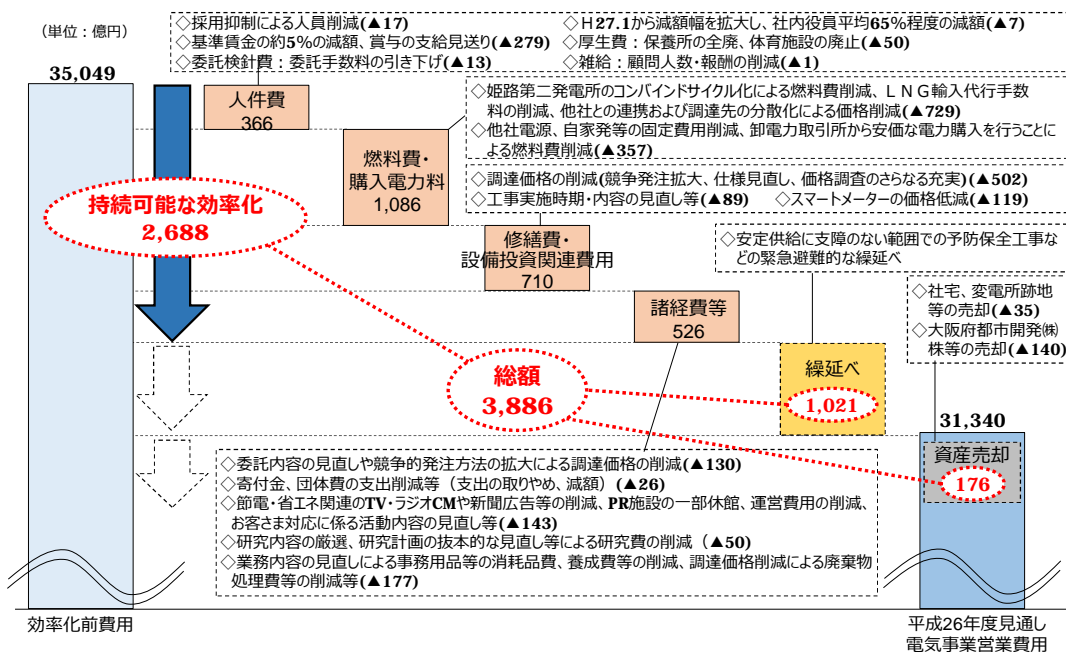 (単位：億円)
35,049
◇採用抑制による人員削減(▲17)
◇基準賃金の約5%の減額、賞与の支給見送り(▲279)
◇委託検針費：委託手数料の引き下げ(▲13)
◇H27.1から減額幅を拡大し、社内役員平均65%程度の減額(▲7)
◇厚生費：保養所の全廃、体育施設の廃止(▲50)
◇雑給：顧問人数・報酬の削減(▲1)
人件費
366
◇姫路第二発電所のコンバインドサイクル化による燃料費削減、LNG輸入代行手数
料の削減、他社との連携および調達先の分散化による価格削減(▲729)
◇他社電源、自家発等の固定費用削減、卸電力取引所から安価な電力購入を行うことに
よる燃料費削減(▲357)
燃料費・
購入電力料
1,086
◇調達価格の削減(競争発注拡大、仕様見直し、価格調査のさらなる充実)(▲502)
◇工事実施時期・内容の見直し等(▲89)
◇スマートメーターの価格低減(▲119)
持続可能な効率化
2,688
修繕費・
設備投資関連費用
710
◇安定供給に支障のない範囲での予防保全工事な
どの緊急避難的な繰延べ
諸経費等
526
◇社宅、変電所跡地
等の売却(▲35)
◇大阪府都市開発㈱
株等の売却(▲140)
総額
3,886
繰延べ
1,021
31,340
資産売却
176
◇委託内容の見直しや競争的発注方法の拡大による調達価格の削減(▲130)
◇寄付金、団体費の支出削減等（支出の取りやめ、減額）(▲26)
◇節電・省エネ関連のTV・ラジオCMや新聞広告等の削減、PR施設の一部休館、運営費用の削減、
お客さま対応に係る活動内容の見直し等(▲143)
◇研究内容の厳選、研究計画の抜本的な見直し等による研究費の削減（▲50)
◇業務内容の見直しによる事務用品等の消耗品費、養成費等の削減、調達価格削減による廃棄物
処理費等の削減等(▲177)
効率化前費用
平成26年度見通し
電気事業営業費用